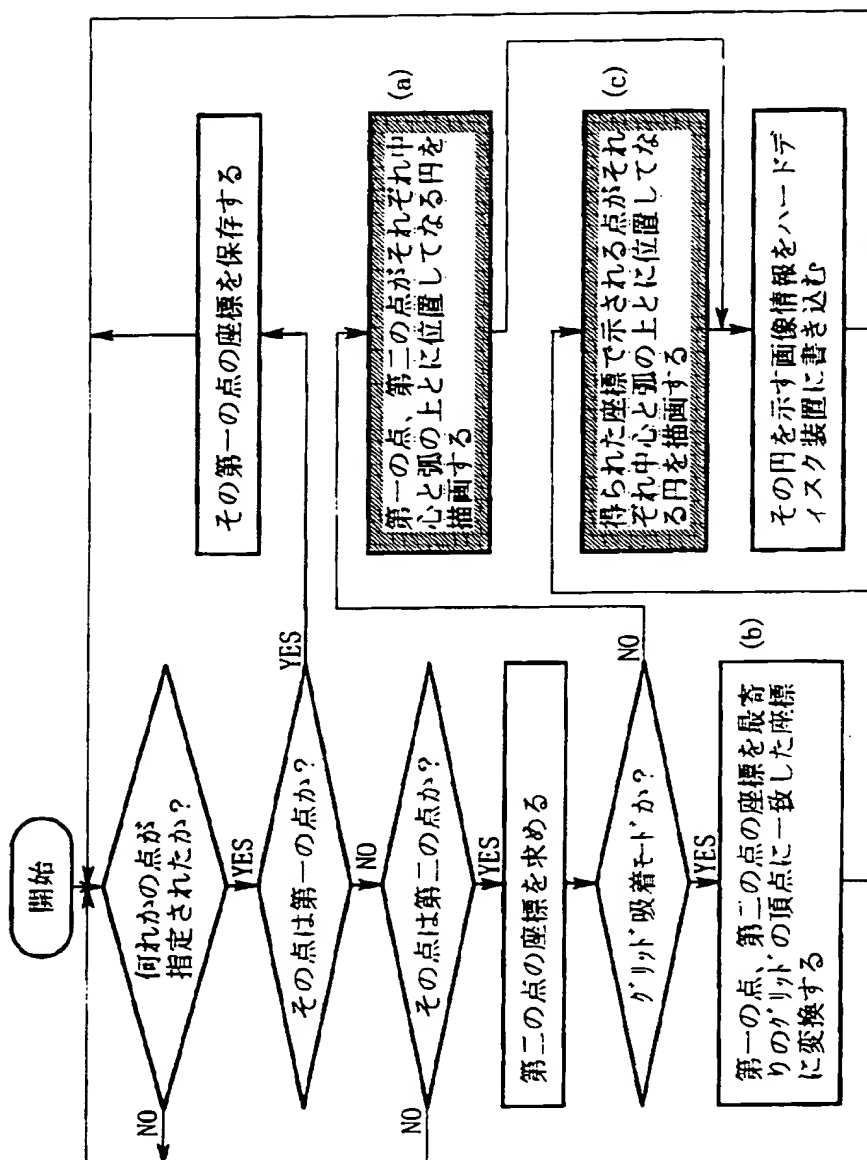 開始
何れかの点が
指定されたか?
NO
YES
その点は第一の点か?
YES
NO
その第一の点の座標を保存する
その点は第二の点か?
NO
YES
第二の点の座標を求める
グリッド吸着モードか?
NO
YES
(a)
第一の点、第二の点がそれぞれ中
心と弧の上とに位置してなる円を
描画する
(b)
第一の点、第二の点の座標を最寄
りのグリッドの頂点に一致した座標
に変換する
(c)
得られた座標で示される点がそれ
ぞれ中心と弧の上とに位置してな
る円を描画する
その円を示す画像情報をハードデ
ィスク装置に書き込む